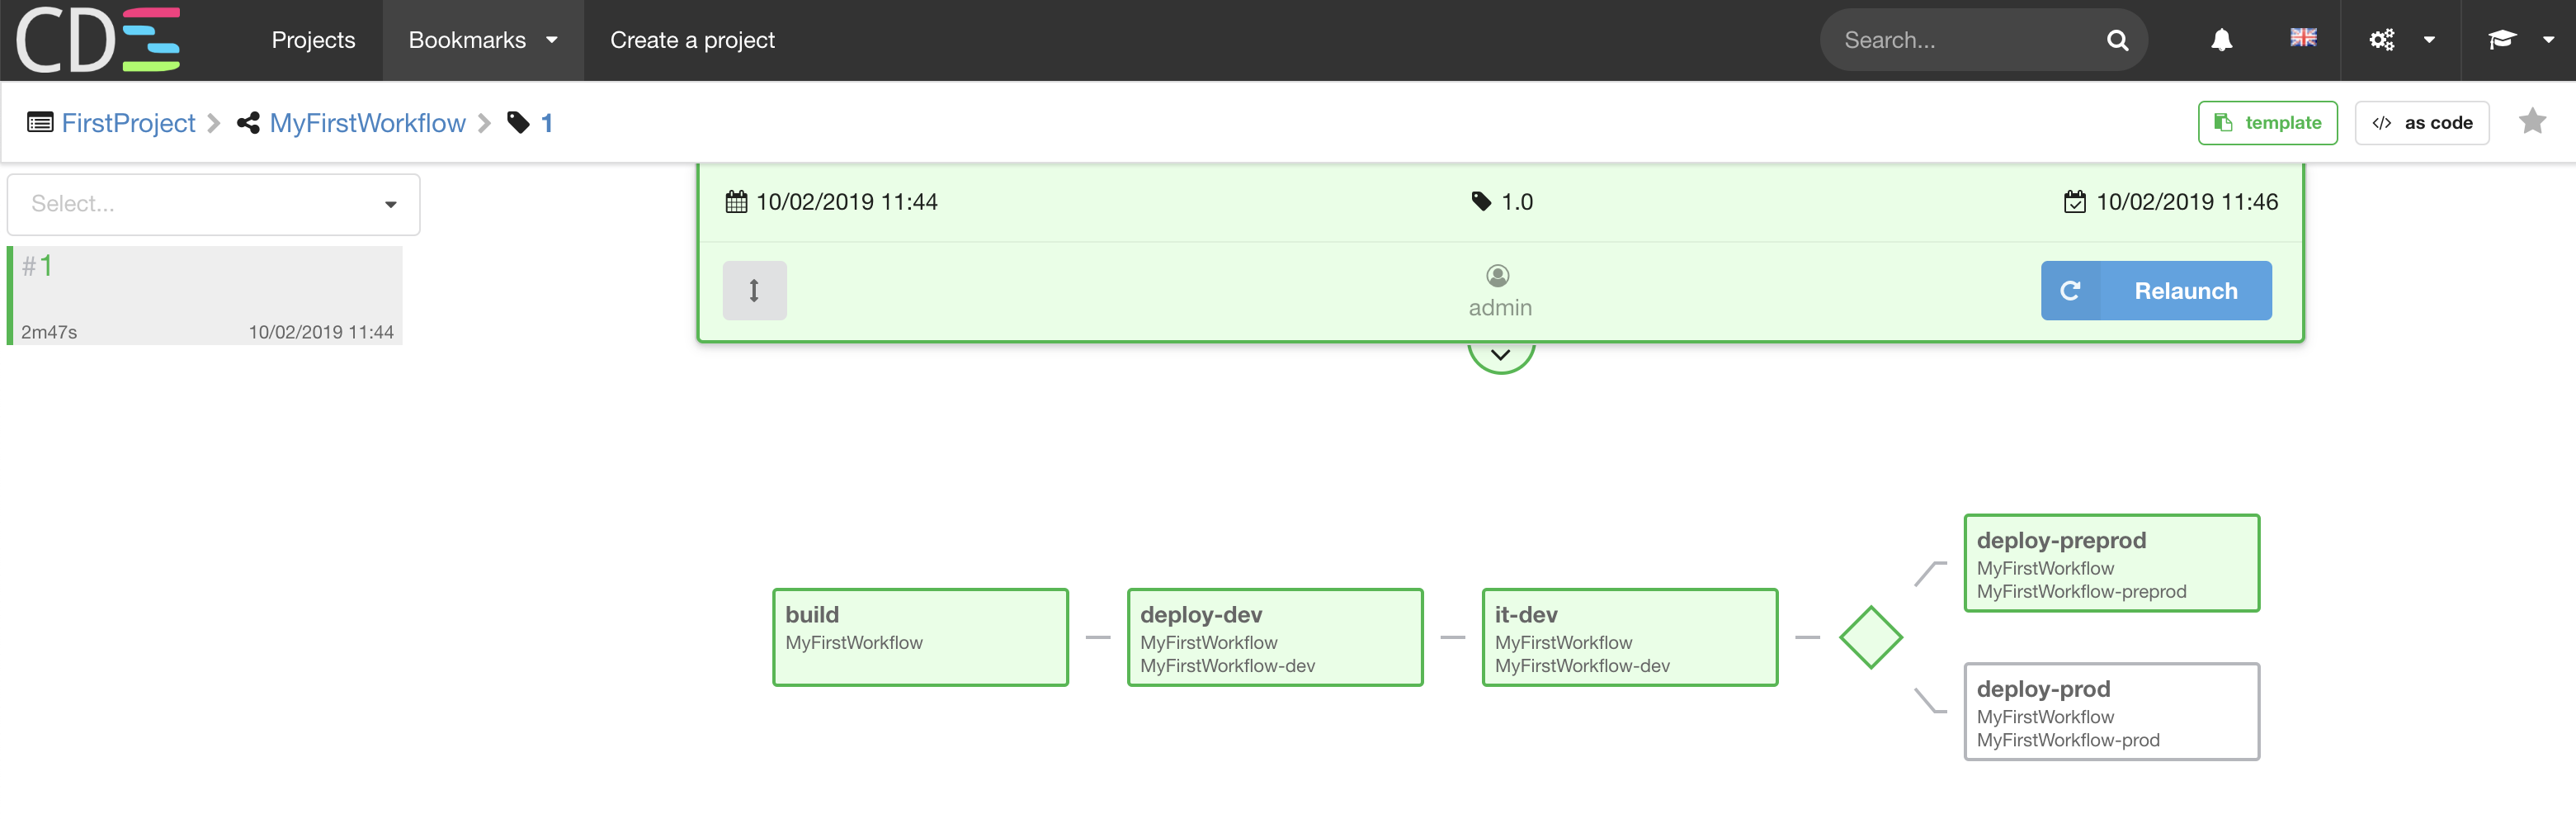 CDE
Projects
Bookmarks
Create a project
Search...
FirstProject
MyFirstWorkflow
1
template
</> as code
Select...
#1
2m47s 10/02/2019 11:44
10/02/2019 11:44
1.0
10/02/2019 11:46
admin
Relaunch
build
MyFirstWorkflow
deploy-dev
MyFirstWorkflow
MyFirstWorkflow-dev
it-dev
MyFirstWorkflow
MyFirstWorkflow-dev
deploy-preprod
MyFirstWorkflow
MyFirstWorkflow-preprod
deploy-prod
MyFirstWorkflow
MyFirstWorkflow-prod